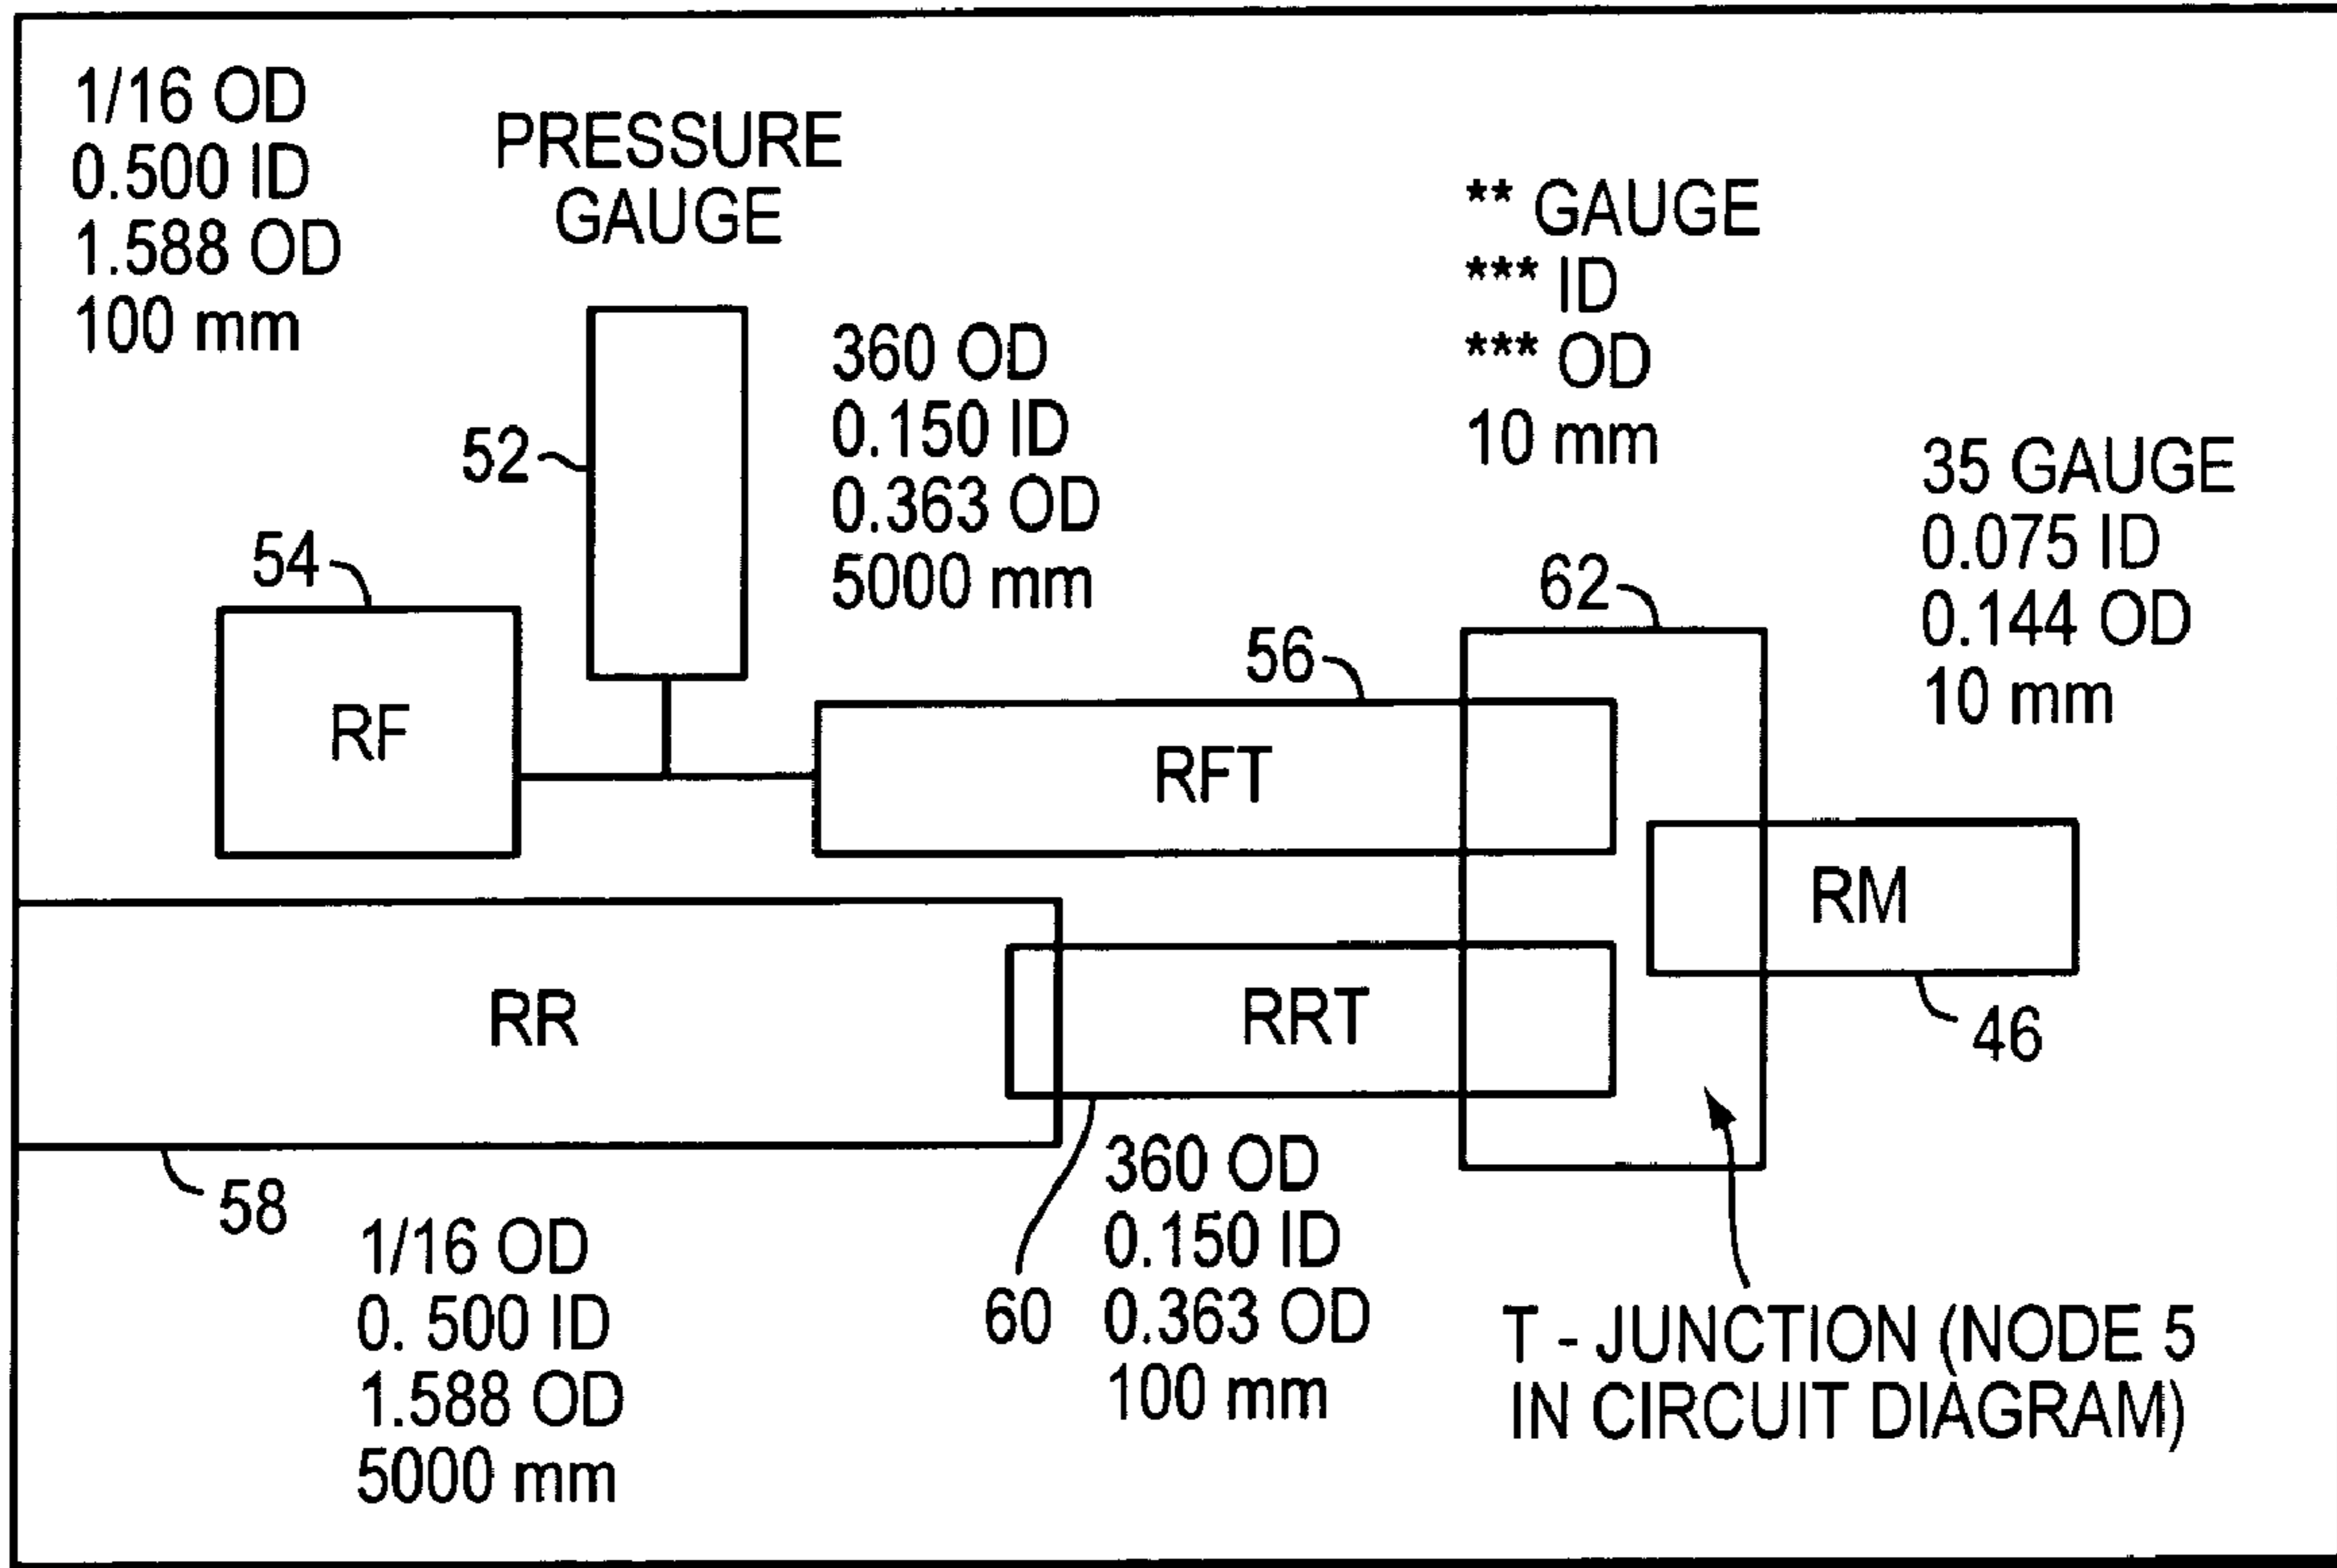 1/16 OD
0.500 ID
1.588 OD
100 mm
PRESSURE
GAUGE
52
360 OD
0.150 ID
0.363 OD
5000 mm
** GAUGE
*** ID
*** OD
10 mm
35 GAUGE
0.075 ID
0.144 OD
10 mm
54
RF
56
RFT
62
RM
46
RR
RRT
58
1/16 OD
0. 500 ID
1.588 OD
5000 mm
60
360 OD
0.150 ID
0.363 OD
100 mm
T - JUNCTION (NODE 5
IN CIRCUIT DIAGRAM)